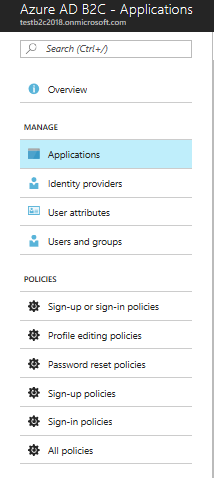 Azure AD B2C - Applications
testb2c2018.onmicrosoft.com
Search (Ctrl+/)
Overview
MANAGE
Applications
Identity providers
User attributes
Users and groups
POLICIES
Sign-up or sign-in policies
Profile editing policies
Password reset policies
Sign-up policies
Sign-in policies
All policies